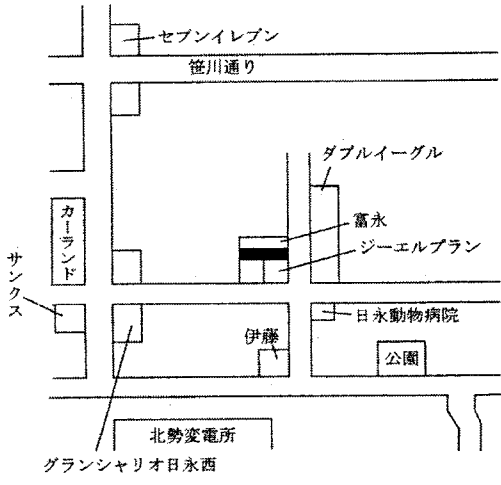 セブンイレブン
笹川通り
ダブルイーグル
カーランド
富永
ジーエルプラン
サンクス
日永動物病院
伊藤
公園
北勢変電所
グランシャリオ日永西